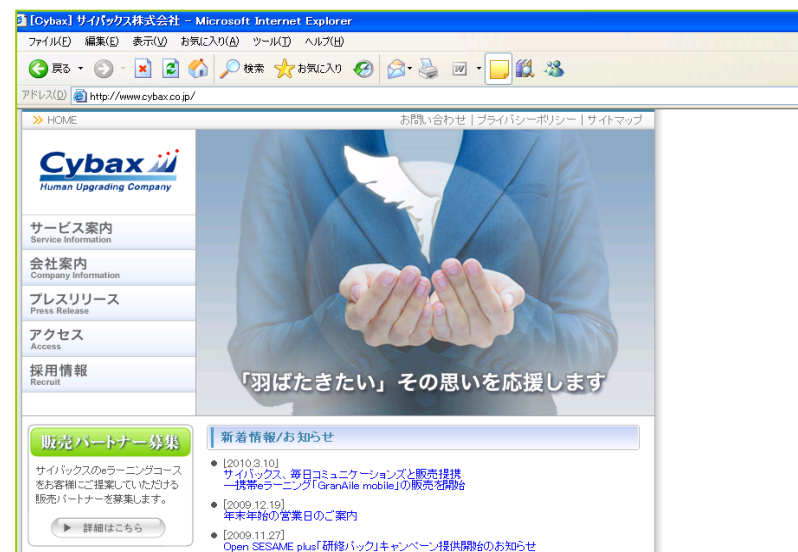 [Cybax] サイバックス株式会社 - Microsoft Internet Explorer
ファイル(F) 編集(E) 表示(V) お気に入り(A) ツール(T) ヘルプ(H)
戻る 検索 お気に入り
アドレス(D) http://www.cybax.co.jp/
HOME お問い合わせ | プライバシーポリシー | サイトマップ
Cybax
Human Upgrading Company
サービス案内
Service Information
会社案内
Company Information
プレスリリース
Press Release
アクセス
Access
採用情報
Recruit
「羽ばたきたい」その思いを応援します
販売パートナー募集
サイバックスのeラーニングコース
をお客様にご提案していただける
販売パートナーを募集します。
詳細はこちら
新着情報/お知らせ
[2010.3.10]
サイバックス、毎日コミュニケーションズと販売提携
―携帯eラーニング「GranAile mobile」の販売を開始
[2009.12.19]
年末年始の営業日のご案内
[2009.11.27]
Open SESAME plus「研修パック」キャンペーン提供開始のお知らせ